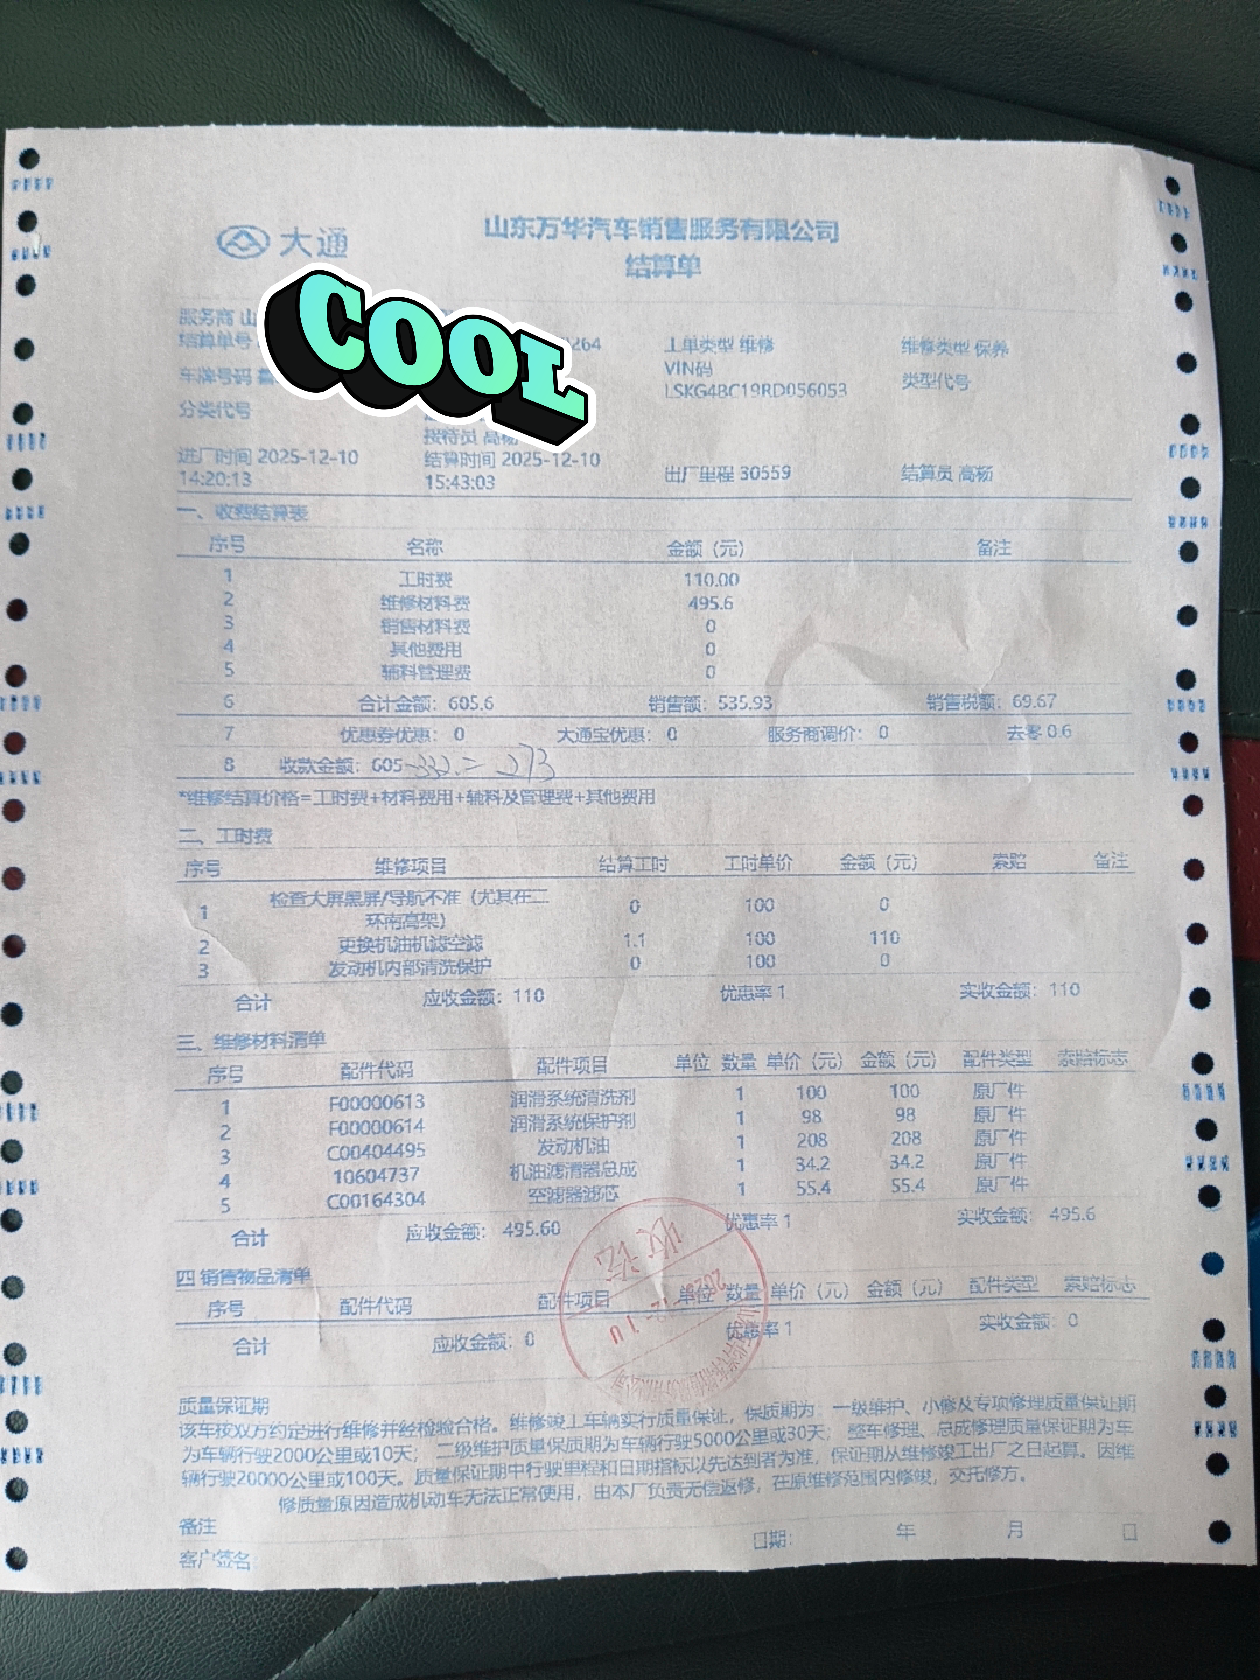 大通
山东万华汽车销售服务有限公司
结算单
COOL
服务商 山
结算单号 264 工单类型 维修 维修类型 保养
车牌号码 鲁 VIN码 LSKG4BC19RD056053 类型代号
分类代号
接待员 高杨
进厂时间 2025-12-10 14:20:13 结算时间 2025-12-10 15:43:03 出厂里程 30559 结算员 高杨
一、收费结算表
序号 名称 金额(元) 备注
1 工时费 110.00
2 维修材料费 495.6
3 销售材料费 0
4 其他费用 0
5 辅料管理费 0
6 合计金额:605.6 销售额:535.93 销售税额:69.67
7 优惠券优惠:0 大通宝优惠:0 服务商调价:0 去零 0.6
8 收款金额:605 -332 = 273
*维修结算价格=工时费+材料费用+辅料及管理费+其他费用
二、工时费
序号 维修项目 结算工时 工时单价 金额(元) 索赔 备注
1 检查大屏黑屏/导航不准(尤其在二环南高架) 0 100 0
2 更换机油机滤空滤 1.1 100 110
3 发动机内部清洗保护 0 100 0
合计 应收金额:110 优惠率 1 实收金额:110
三、维修材料清单
序号 配件代码 配件项目 单位 数量 单价(元) 金额(元) 配件类型 索赔标志
1 F00000613 润滑系统清洗剂 1 100 100 原厂件
2 F00000614 润滑系统保护剂 1 98 98 原厂件
3 C00404495 发动机油 1 208 208 原厂件
4 10604737 机油滤清器总成 1 34.2 34.2 原厂件
5 C00164304 空滤器滤芯 1 55.4 55.4 原厂件
合计 应收金额:495.60 优惠率 1 实收金额:495.6
四 销售物品清单
序号 配件代码 配件项目 单位 数量 单价(元) 金额(元) 配件类型 索赔标志
合计 应收金额:0 优惠率 1 实收金额:0
质量保证期
该车按双方约定进行维修并经检验合格。维修竣工车辆实行质量保证,保质期为:一级维护、小修及专项修理质量保证期
为车辆行驶2000公里或10天;二级维护质量保质期为车辆行驶5000公里或30天;整车修理、总成修理质量保证期为车
辆行驶20000公里或100天。质量保证期中行驶里程和日期指标以先达到者为准,保证期从维修竣工出厂之日起算。因维
修质量原因造成机动车无法正常使用,由本厂负责无偿返修,在原维修范围内修竣,交托修方。
备注
日期: 年 月 日
客户签名